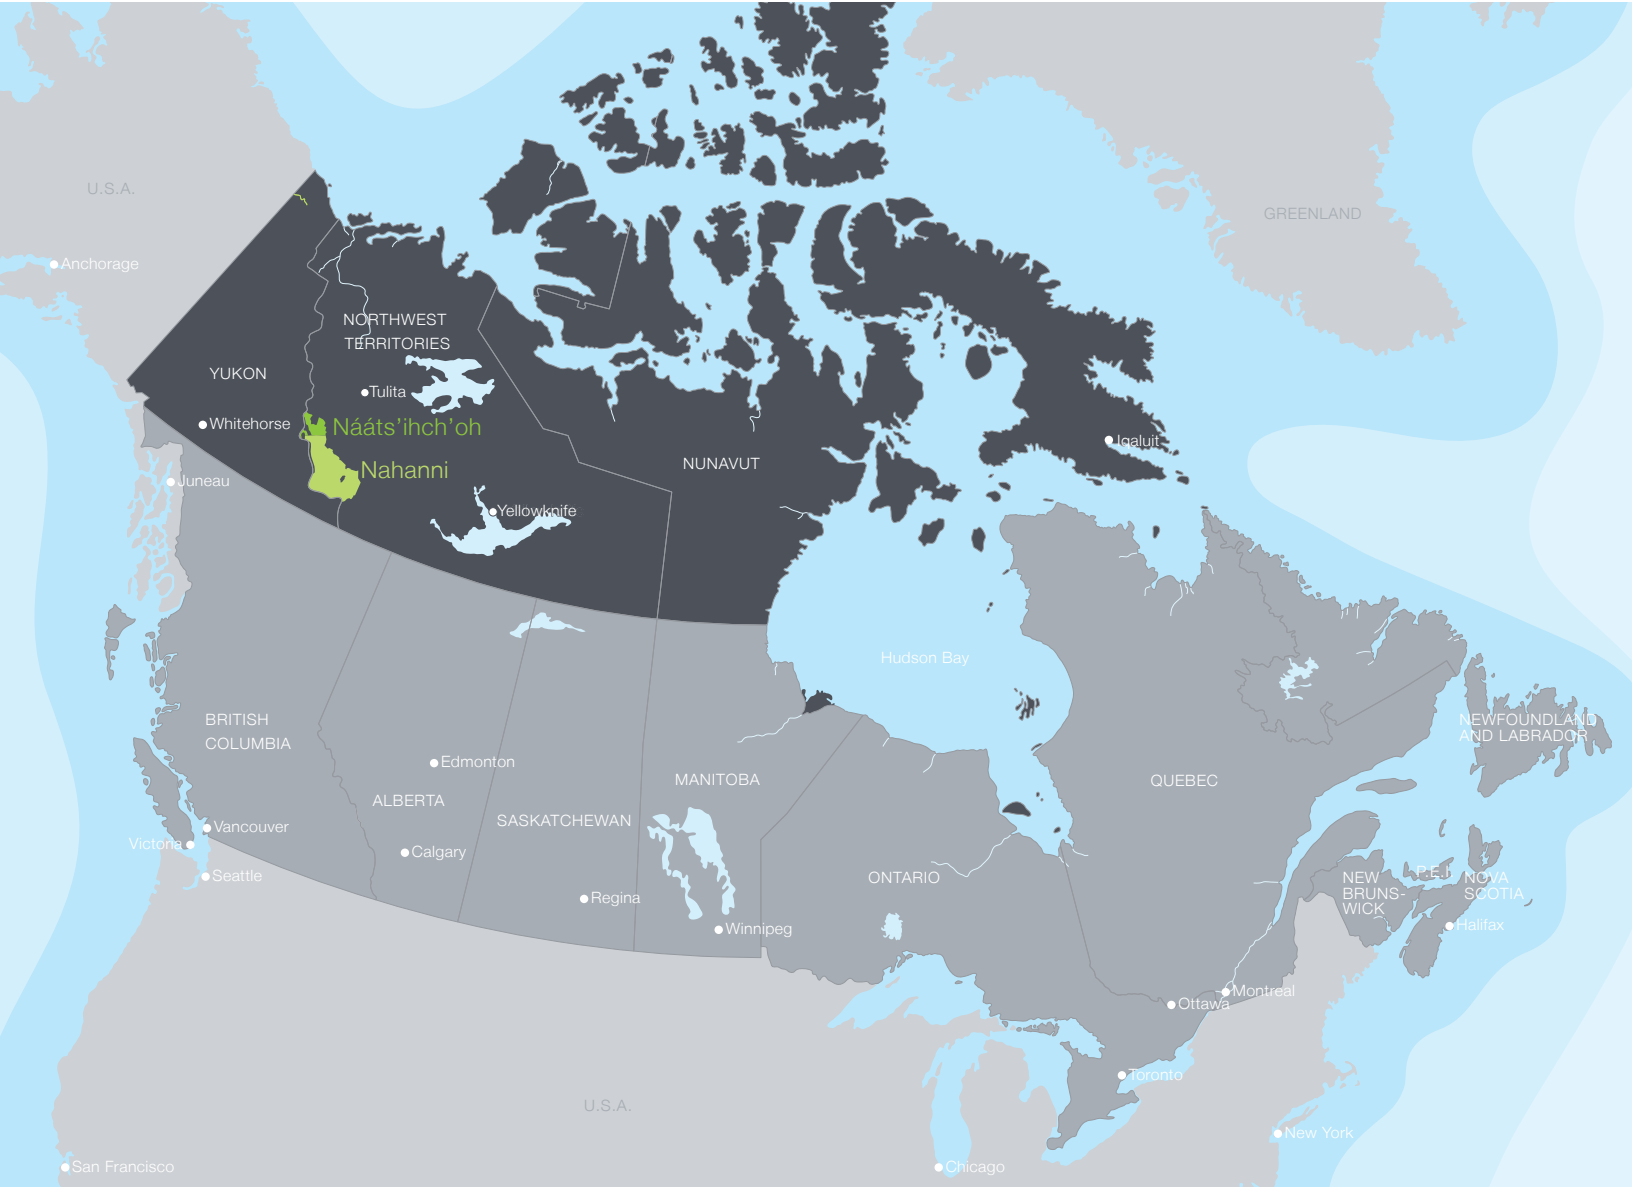 U.S.A.
GREENLAND
Anchorage
NORTHWEST
TERRITORIES
YUKON
Tulita
Whitehorse
Nááts'ihch'oh
Iqaluit
NUNAVUT
Nahanni
Juneau
Yellowknife
Hudson Bay
BRITISH
COLUMBIA
NEWFOUNDLAND
AND LABRADOR
Edmonton
MANITOBA
QUEBEC
ALBERTA
SASKATCHEWAN
Vancouver
Victoria
Calgary
Seattle
ONTARIO
P.E.I.
NEW
BRUNS-
WICK
NOVA
SCOTIA
Regina
Winnipeg
Halifax
Montreal
Ottawa
Toronto
U.S.A.
New York
San Francisco
Chicago